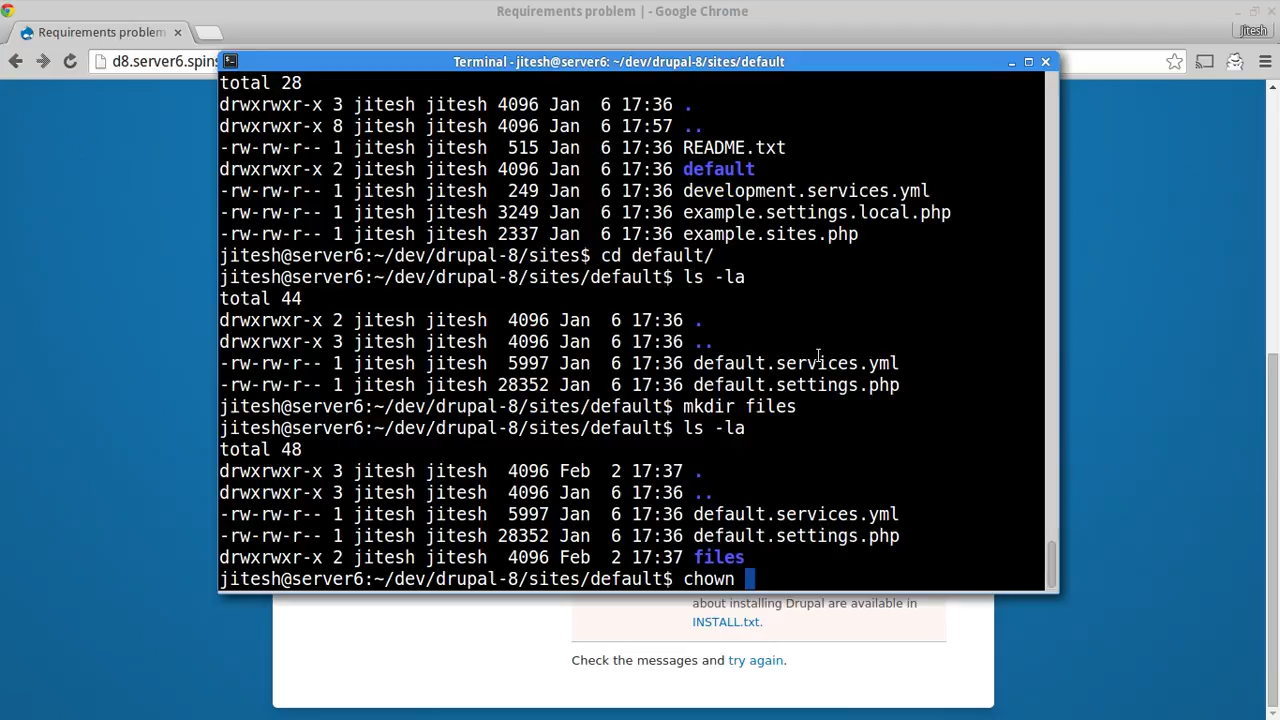 Requirements problem | - Google Chrome
Requirements problem
jitesh
d8.server6.spins
Terminal - jitesh@server6: ~/dev/drupal-8/sites/default
total 28
drwxrwxr-x 3 jitesh jitesh 4096 Jan  6 17:36 .
drwxrwxr-x 8 jitesh jitesh 4096 Jan  6 17:57 ..
-rw-rw-r-- 1 jitesh jitesh  515 Jan  6 17:36 README.txt
drwxrwxr-x 2 jitesh jitesh 4096 Jan  6 17:36 default
-rw-rw-r-- 1 jitesh jitesh  249 Jan  6 17:36 development.services.yml
-rw-rw-r-- 1 jitesh jitesh 3249 Jan  6 17:36 example.settings.local.php
-rw-rw-r-- 1 jitesh jitesh 2337 Jan  6 17:36 example.sites.php
jitesh@server6:~/dev/drupal-8/sites$ cd default/
jitesh@server6:~/dev/drupal-8/sites/default$ ls -la
total 44
drwxrwxr-x 2 jitesh jitesh  4096 Jan  6 17:36 .
drwxrwxr-x 3 jitesh jitesh  4096 Jan  6 17:36 ..
-rw-rw-r-- 1 jitesh jitesh  5997 Jan  6 17:36 default.services.yml
-rw-rw-r-- 1 jitesh jitesh 28352 Jan  6 17:36 default.settings.php
jitesh@server6:~/dev/drupal-8/sites/default$ mkdir files
jitesh@server6:~/dev/drupal-8/sites/default$ ls -la
total 48
drwxrwxr-x 3 jitesh jitesh  4096 Feb  2 17:37 .
drwxrwxr-x 3 jitesh jitesh  4096 Jan  6 17:36 ..
-rw-rw-r-- 1 jitesh jitesh  5997 Jan  6 17:36 default.services.yml
-rw-rw-r-- 1 jitesh jitesh 28352 Jan  6 17:36 default.settings.php
drwxrwxr-x 2 jitesh jitesh  4096 Feb  2 17:37 files
jitesh@server6:~/dev/drupal-8/sites/default$ chown
about installing Drupal are available in
INSTALL.txt.
Check the messages and try again.